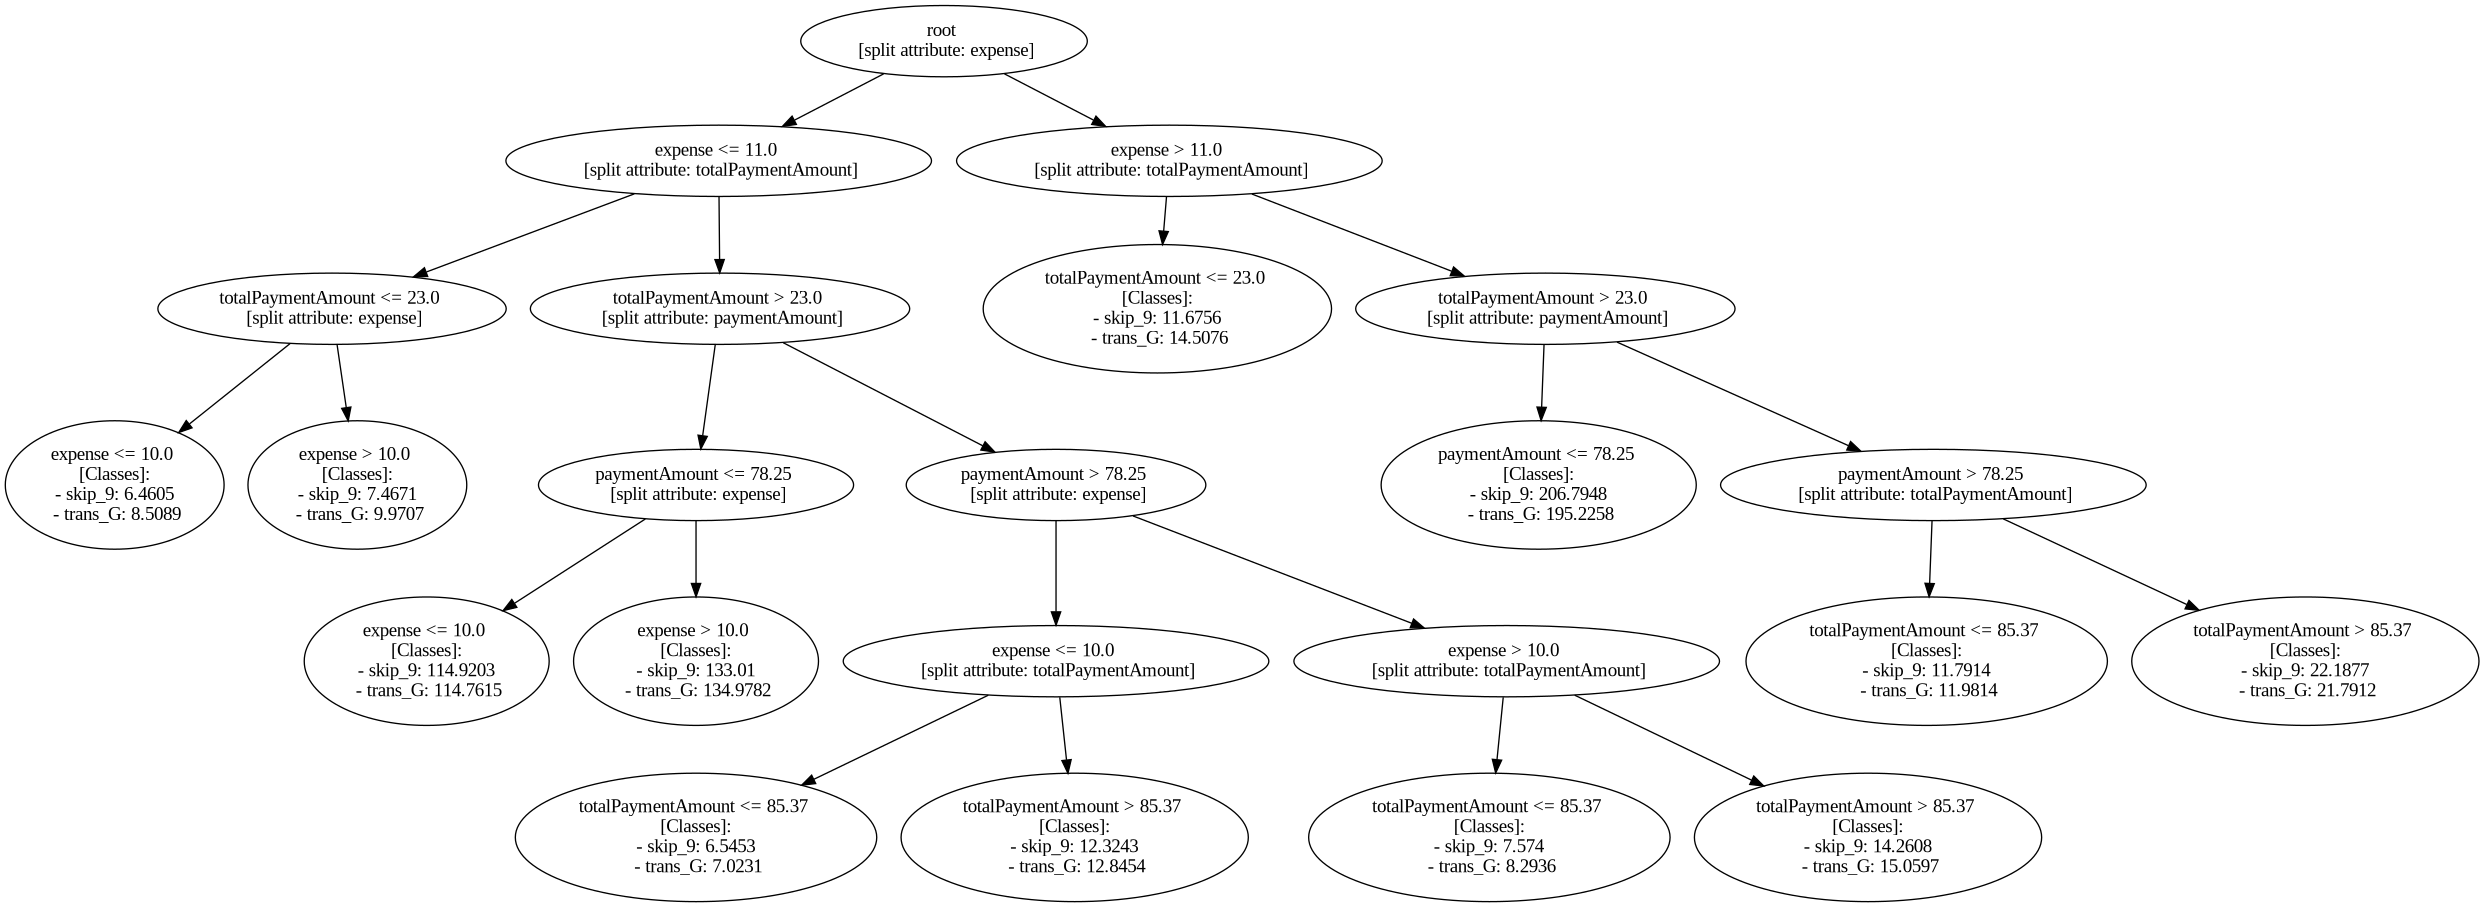 root
[split attribute: expense]
expense <= 11.0
[split attribute: totalPaymentAmount]
expense > 11.0
[split attribute: totalPaymentAmount]
totalPaymentAmount <= 23.0
[split attribute: expense]
totalPaymentAmount > 23.0
[split attribute: paymentAmount]
totalPaymentAmount <= 23.0
[Classes]:
- skip_9: 11.6756
- trans_G: 14.5076
totalPaymentAmount > 23.0
[split attribute: paymentAmount]
expense <= 10.0
[Classes]:
- skip_9: 6.4605
- trans_G: 8.5089
expense > 10.0
[Classes]:
- skip_9: 7.4671
- trans_G: 9.9707
paymentAmount <= 78.25
[split attribute: expense]
paymentAmount > 78.25
[split attribute: expense]
paymentAmount <= 78.25
[Classes]:
- skip_9: 206.7948
- trans_G: 195.2258
paymentAmount > 78.25
[split attribute: totalPaymentAmount]
expense <= 10.0
[Classes]:
- skip_9: 114.9203
- trans_G: 114.7615
expense > 10.0
[Classes]:
- skip_9: 133.01
- trans_G: 134.9782
expense <= 10.0
[split attribute: totalPaymentAmount]
expense > 10.0
[split attribute: totalPaymentAmount]
totalPaymentAmount <= 85.37
[Classes]:
- skip_9: 11.7914
- trans_G: 11.9814
totalPaymentAmount > 85.37
[Classes]:
- skip_9: 22.1877
- trans_G: 21.7912
totalPaymentAmount <= 85.37
[Classes]:
- skip_9: 6.5453
- trans_G: 7.0231
totalPaymentAmount > 85.37
[Classes]:
- skip_9: 12.3243
- trans_G: 12.8454
totalPaymentAmount <= 85.37
[Classes]:
- skip_9: 7.574
- trans_G: 8.2936
totalPaymentAmount > 85.37
[Classes]:
- skip_9: 14.2608
- trans_G: 15.0597